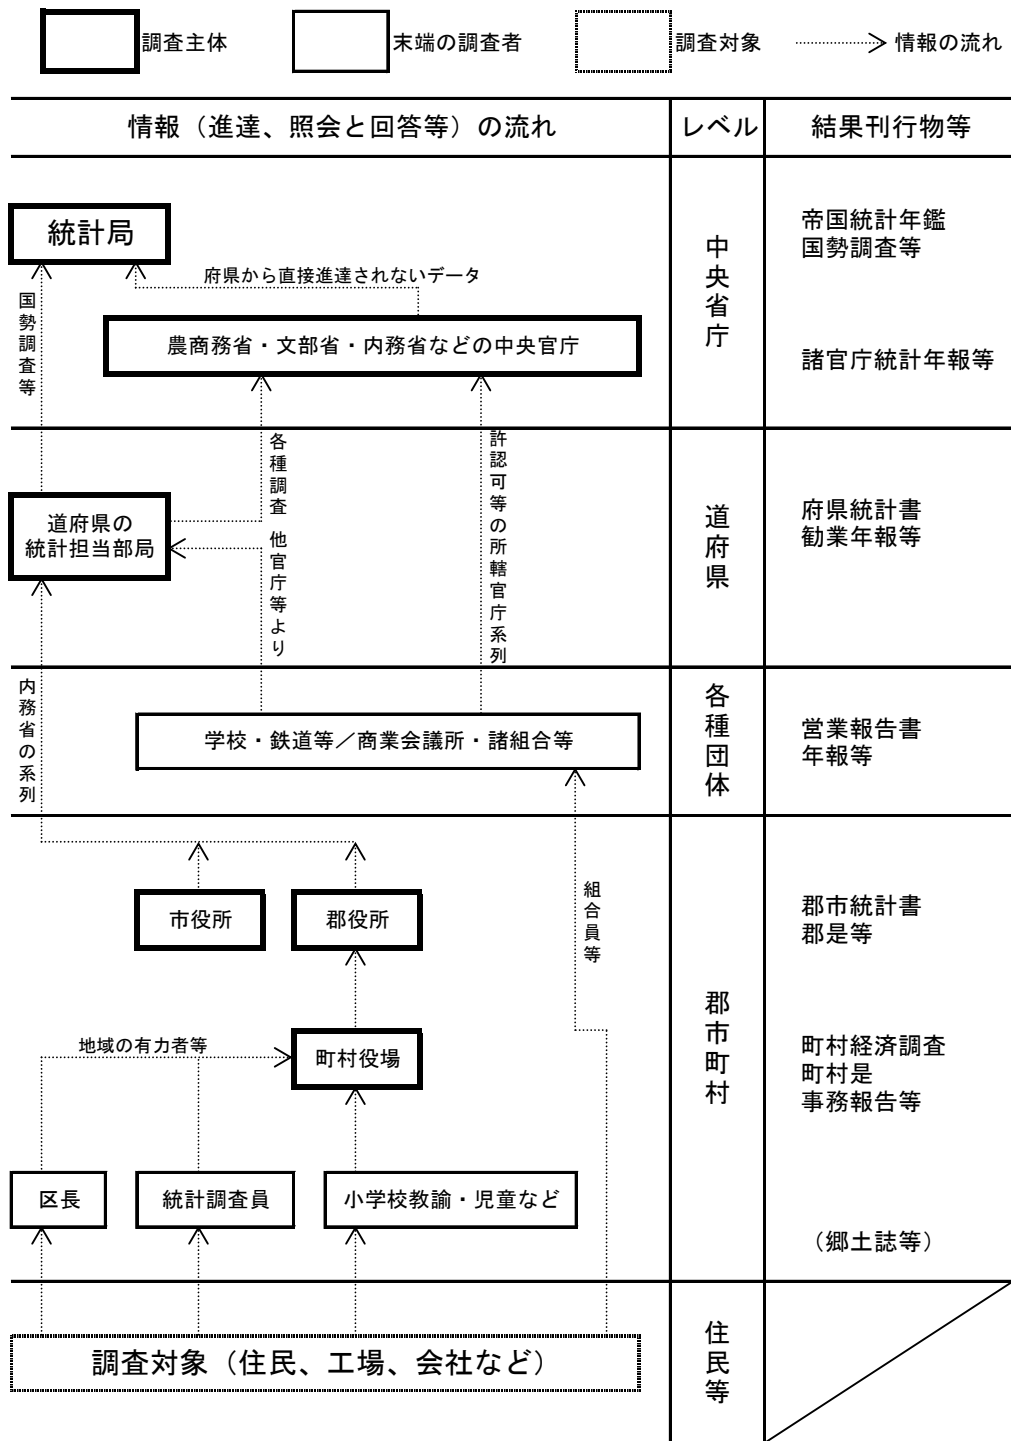 調査主体
末端の調査者
調査対象
情報の流れ
情報（進達、照会と回答等）の流れ
レベル
結果刊行物等
統計局
府県から直接進達されないデータ
国勢調査等
農商務省・文部省・内務省などの中央官庁
中央省庁
帝国統計年鑑
国勢調査等
諸官庁統計年報等
各種調査
許認可等の所轄官庁系列
道府県の
統計担当部局
他官庁等より
道府県
府県統計書
勧業年報等
内務省の系列
学校・鉄道等／商業会議所・諸組合等
各種団体
営業報告書
年報等
市役所
郡役所
組合員等
郡市町村
郡市統計書
郡是等
地域の有力者等
町村役場
町村経済調査
町村是
事務報告等
区長
統計調査員
小学校教諭・児童など
（郷土誌等）
調査対象（住民、工場、会社など）
住民等